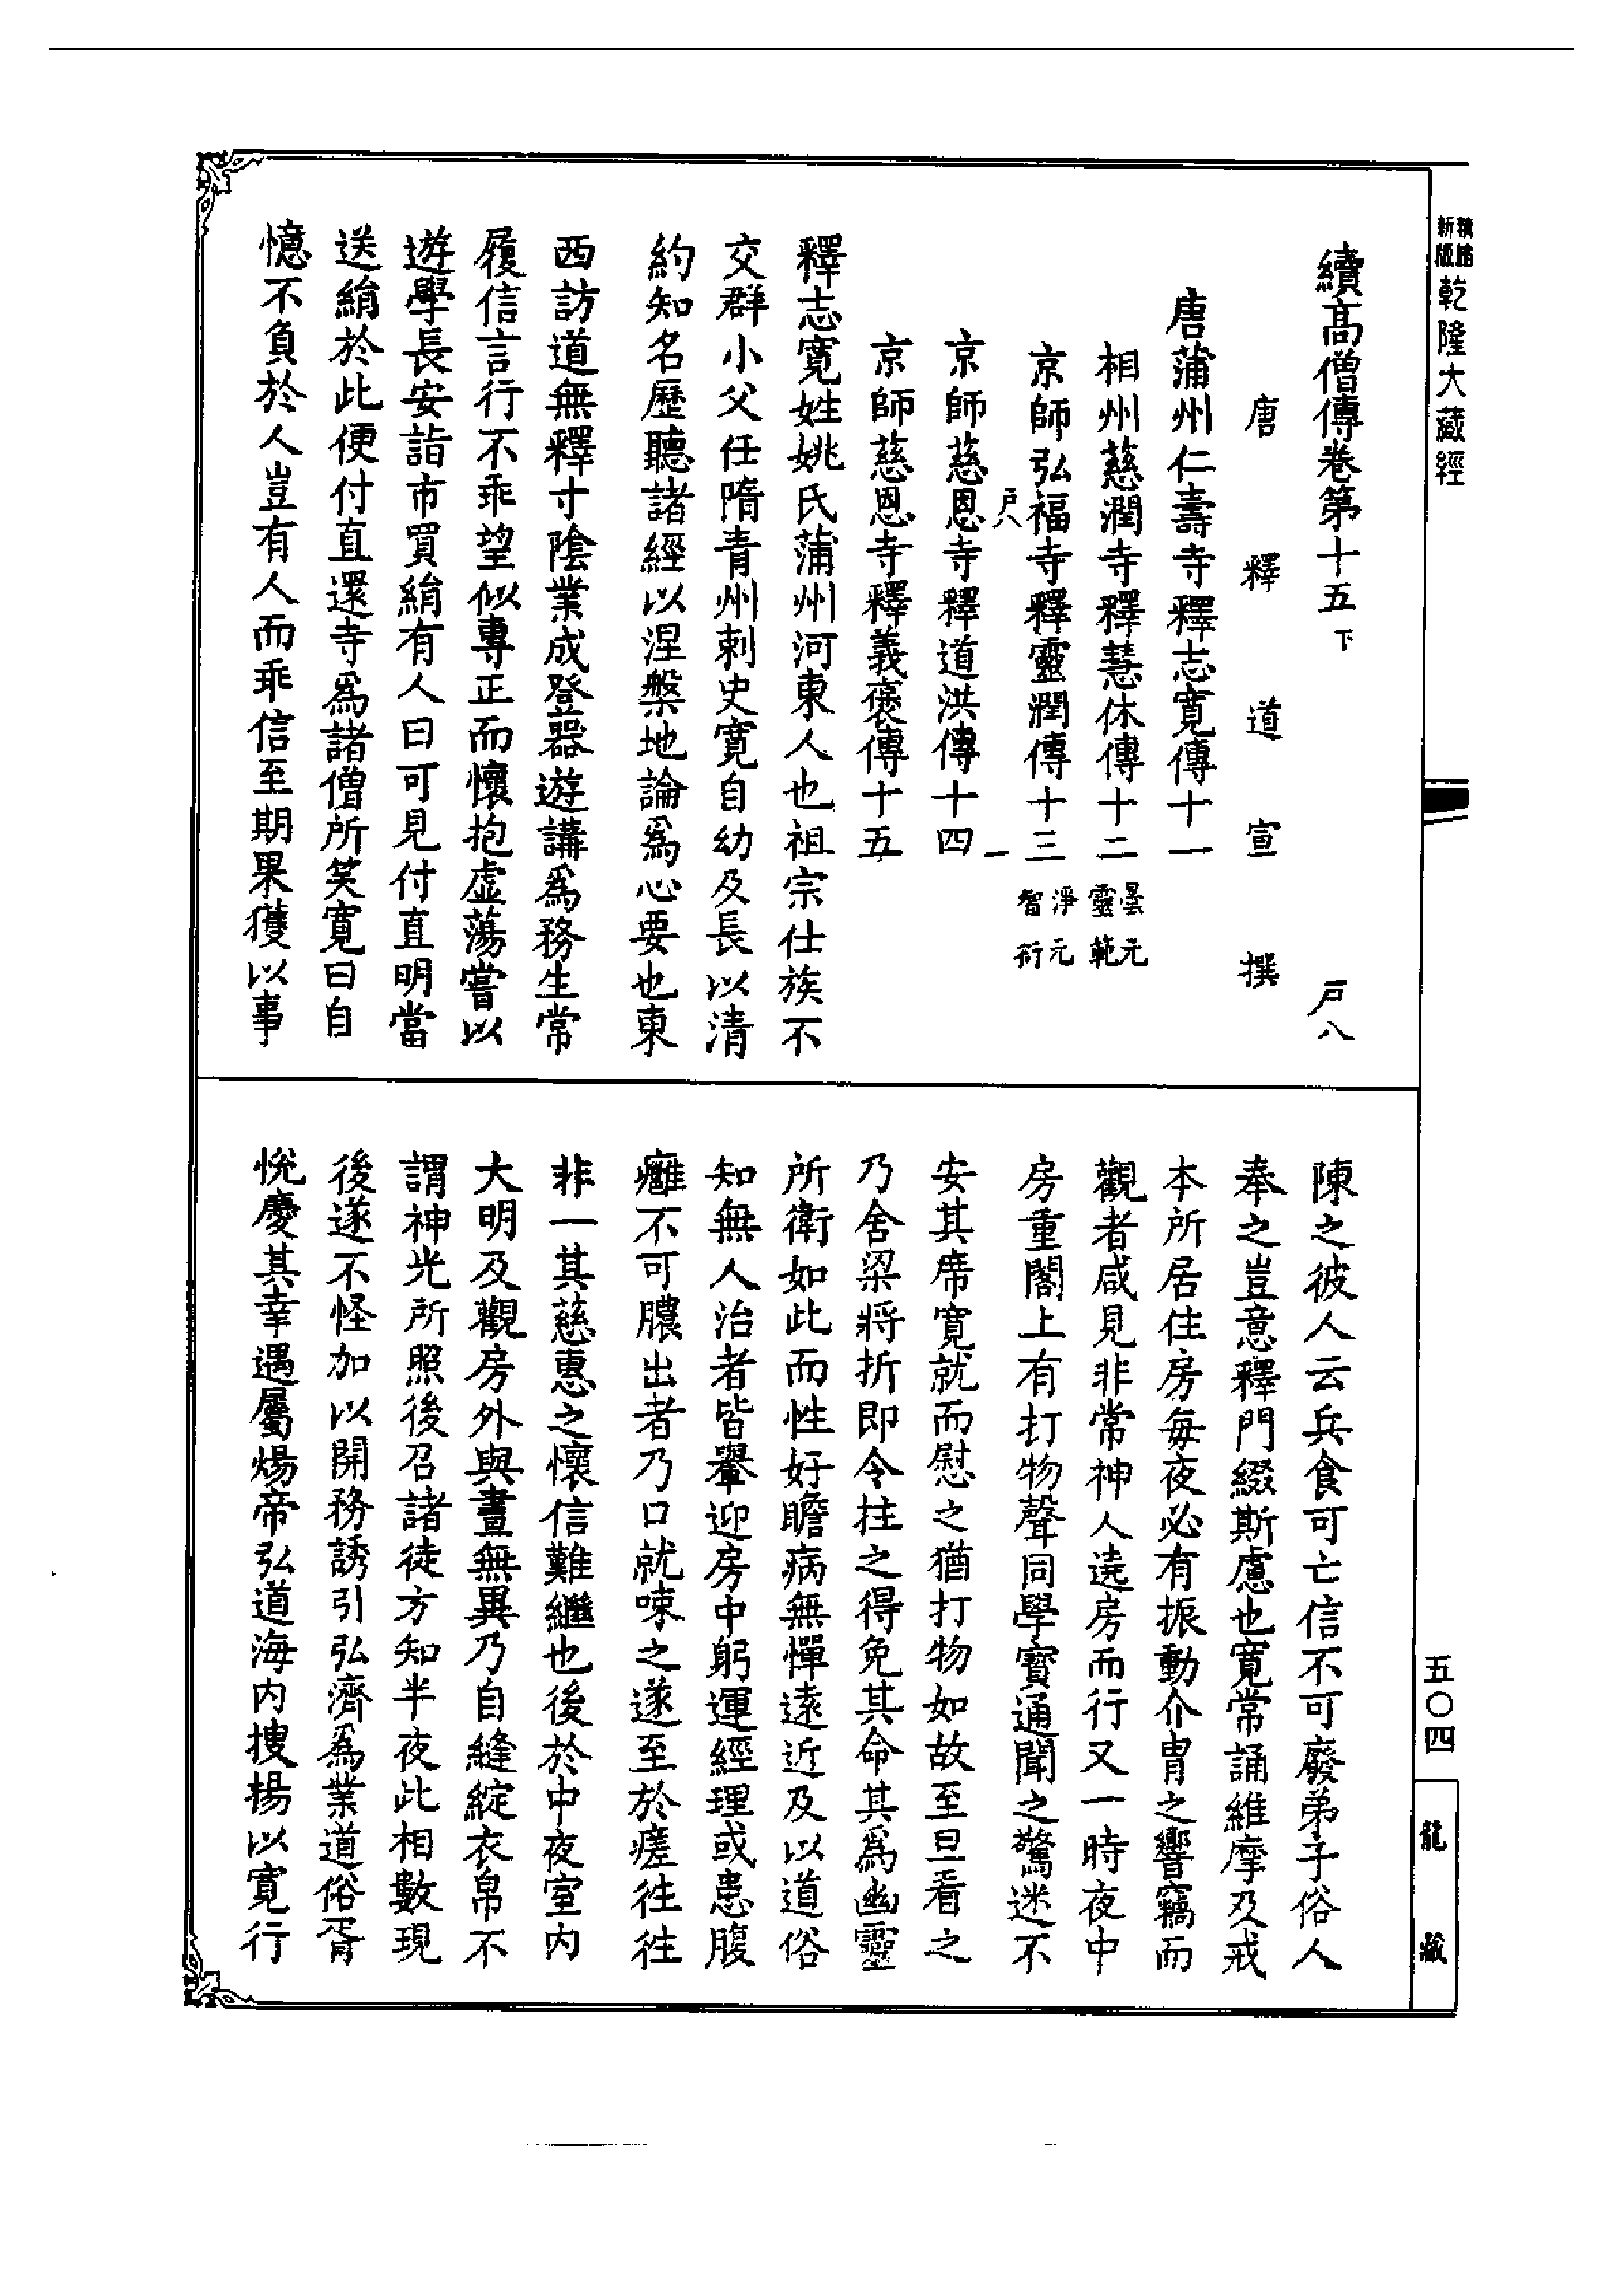 新版
乾隆大藏經
續高僧傳卷第十五下 戸八
唐釋道宣撰
唐蒲州仁壽寺釋志寬傳十一
相州慈潤寺釋慧休傳十二 曇元 靈範
京師弘福寺釋靈潤傳十三 淨元 智衍
戸八 一
京師慈恩寺釋道洪傳十四
京師慈恩寺釋義褒傳十五
釋志寬姓姚氏蒲州河東人也祖宗仕族不
交群小父任隋青州刺史寬自幼及長以清
約知名歷聽諸經以涅槃地論爲心要也東
西訪道無釋寸陰業成登器遊講爲務生常
履信言行不乖望似專正而懷抱虛蕩嘗以
遊學長安詣市買絹有人曰可見付直明當
送絹於此便付直還寺爲諸僧所笑寬曰自
憶不負於人豈有人而乖信至期果獲以事
陳之彼人云兵食可亡信不可廢弟子俗人
奉之豈意釋門綴斯慮也寬常誦維摩及戒
本所居住房每夜必有振動介冑之響竊而
觀者咸見非常神人遶房而行又一時夜中
房重閣上有打物聲同學寶通聞之驚迷不
安其席寬就而慰之猶打物如故至旦看之
乃舍梁將折即令拄之得免其命其爲幽靈
所衛如此而性好瞻病無憚遠近及以道俗
知無人治者皆轝迎房中躬運經理或患腹
癰不可膿出者乃口就㖩之遂至於瘥往往
非一其慈惠之懷信難繼也後於中夜室内
大明及觀房外與晝無異乃自縫綻衣帛不
謂神光所照後召諸徒方知半夜此相數現
後遂不怪加以開務誘引弘濟爲業道俗胥
悅慶其幸遇屬煬帝弘道海内搜揚以寬行
五〇四
龍藏